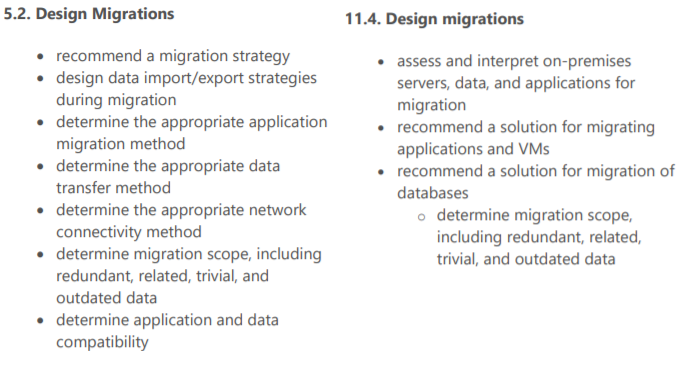 5.2. Design Migrations
• recommend a migration strategy
• design data import/export strategies
during migration
• determine the appropriate application
migration method
• determine the appropriate data
transfer method
• determine the appropriate network
connectivity method
• determine migration scope, including
redundant, related, trivial, and
outdated data
• determine application and data
compatibility
11.4. Design migrations
• assess and interpret on-premises
servers, data, and applications for
migration
• recommend a solution for migrating
applications and VMs
• recommend a solution for migration of
databases
o determine migration scope,
including redundant, related,
trivial, and outdated data